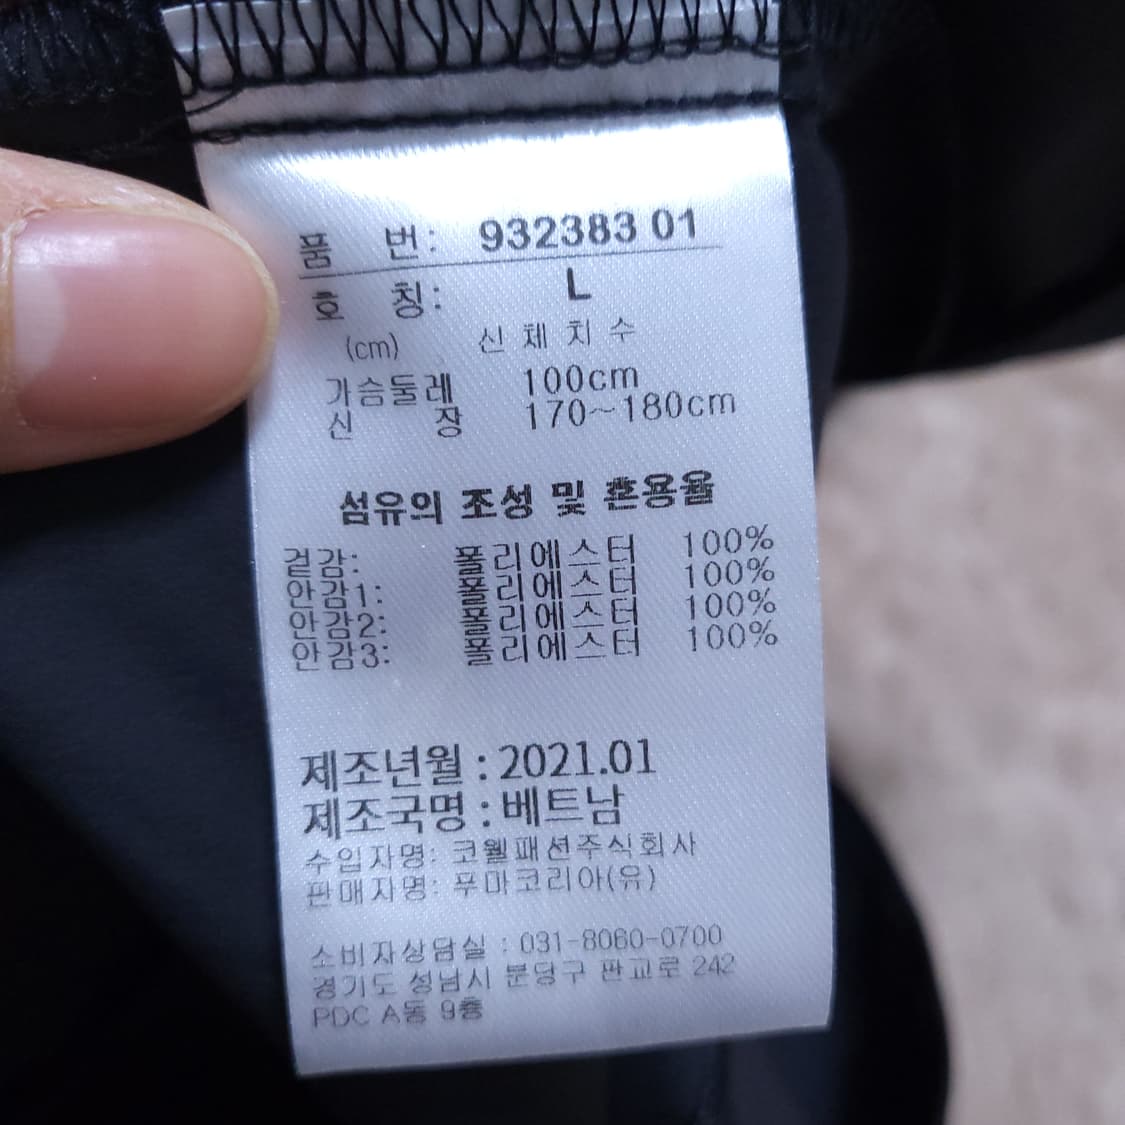 품 번: 932383 01
호 칭: L
(cm) 신체치수
가슴둘레 100cm
신 장 170~180cm
섬유의 조성 및 혼용율
겉감: 폴리에스터 100%
안감1: 폴리에스터 100%
안감2: 폴리에스터 100%
안감3: 폴리에스터 100%
제조년월 : 2021.01
제조국명 : 베트남
수입자명: 코웰패션주식회사
판매자명: 푸마코리아(유)
소비자상담실 : 031-8060-0700
경기도 성남시 분당구 판교로 242
PDC A동 9층